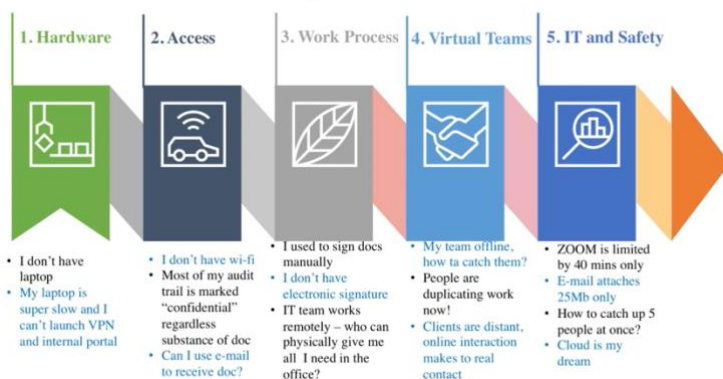 1. Hardware
2. Access
3. Work Process
4. Virtual Teams
5. IT and Safety
• I don't have
laptop
• My laptop is
super slow and I
can't launch VPN
and internal portal
• I don't have wi-fi
• Most of my audit
trail is marked
“confidential”
regardless
substance of doc
• Can I use e-mail
to receive doc?
• I used to sign docs
manually
• I don't have
electronic signature
• IT team works
remotely – who can
physically give me
all I need in the
office?
• My team offline,
how ta catch them?
• People are
duplicating work
now!
• Clients are distant,
online interaction
makes to real
contact
• ZOOM is limited
by 40 mins only
• E-mail attaches
25Mb only
• How to catch up 5
people at once?
• Cloud is my
dream